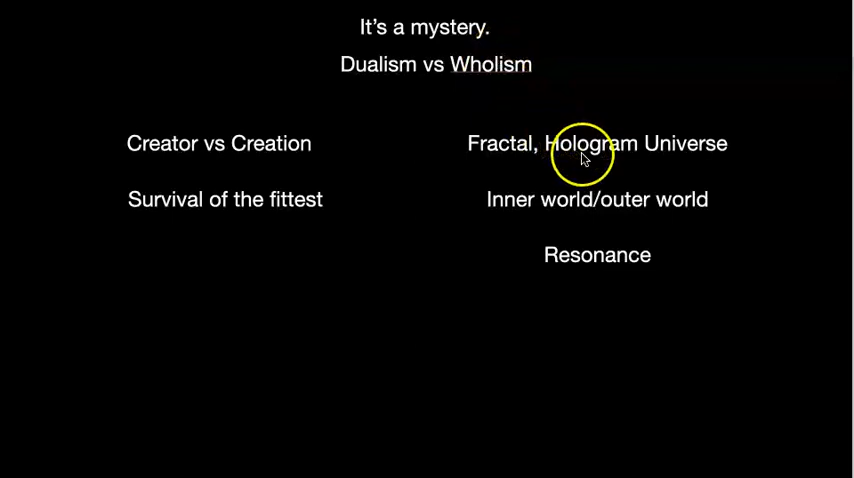 It's a mystery.
Dualism vs Wholism
Creator vs Creation
Fractal, Hologram Universe
Survival of the fittest
Inner world/outer world
Resonance